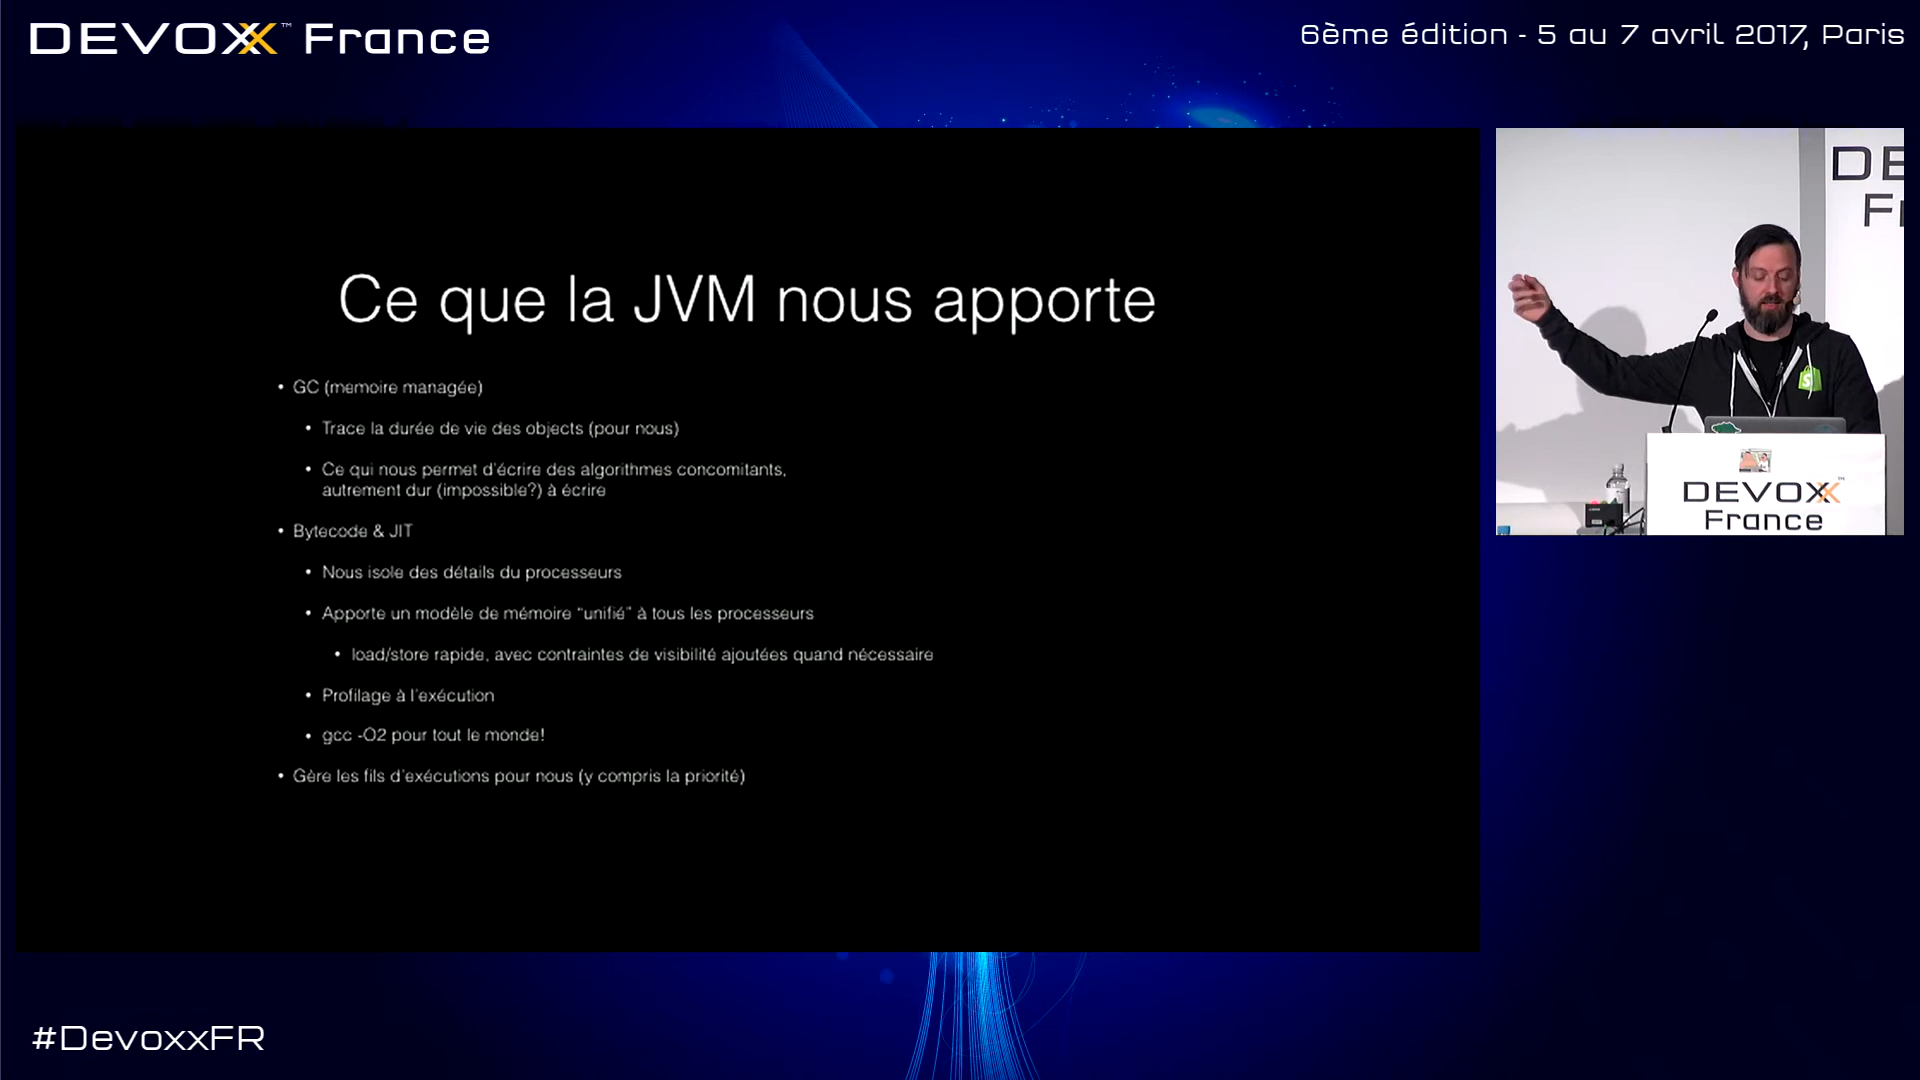 DEVOXX™ France
6ème édition - 5 au 7 avril 2017, Paris
Ce que la JVM nous apporte
• GC (memoire managée)
• Trace la durée de vie des objects (pour nous)
• Ce qui nous permet d'écrire des algorithmes concomitants,
autrement dur (impossible?) à écrire
• Bytecode & JIT
• Nous isole des détails du processeurs
• Apporte un modèle de mémoire “unifié” à tous les processeurs
• load/store rapide, avec contraintes de visibilité ajoutées quand nécessaire
• Profilage à l'exécution
• gcc -O2 pour tout le monde!
• Gère les fils d'exécutions pour nous (y compris la priorité)
DE
F
DEVOXX™
France
#DevoxxFR